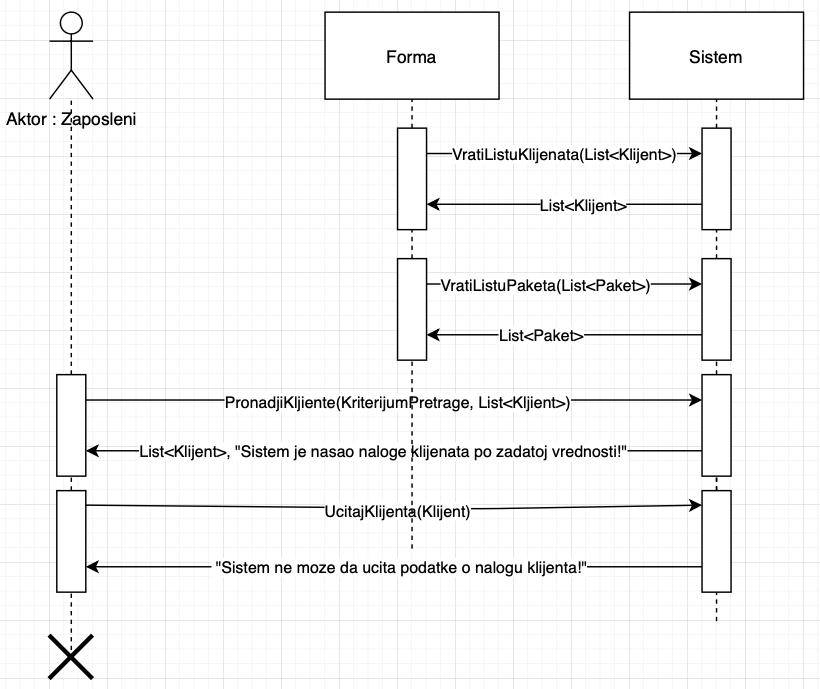 Forma
Sistem
Aktor : Zaposleni
VratiListuKlijenata(List<Klijent>)
List<Klijent>
VratiListuPaketa(List<Paket>)
List<Paket>
PronadjiKljiente(KriterijumPretrage, List<Kljient>)
List<Klijent>, "Sistem je nasao naloge klijenata po zadatoj vrednosti!"
UcitajKlijenta(Klijent)
"Sistem ne moze da ucita podatke o nalogu klijenta!"